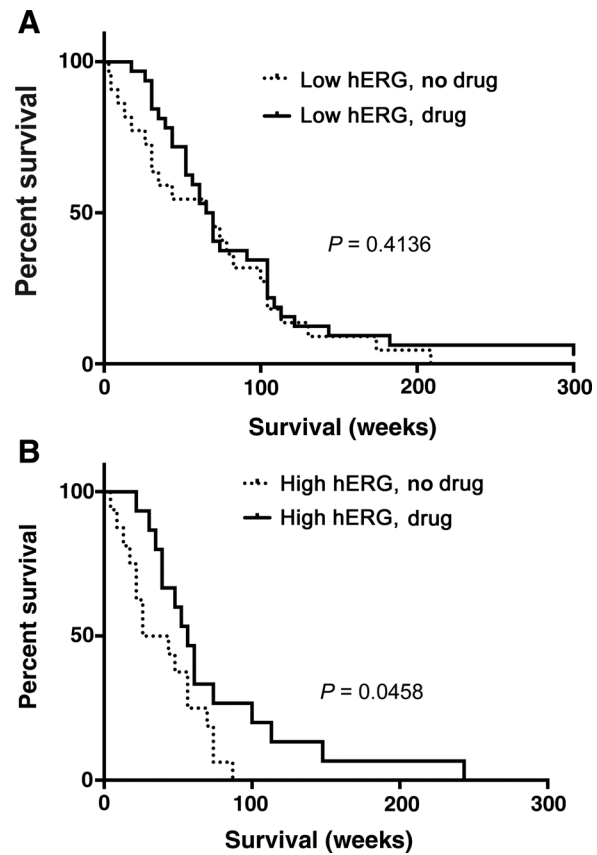 A
Percent survival
100
50
0
Low hERG, no drug
Low hERG, drug
P = 0.4136
0 100 200 300
Survival (weeks)
B
Percent survival
100
50
0
High hERG, no drug
High hERG, drug
P = 0.0458
0 100 200 300
Survival (weeks)